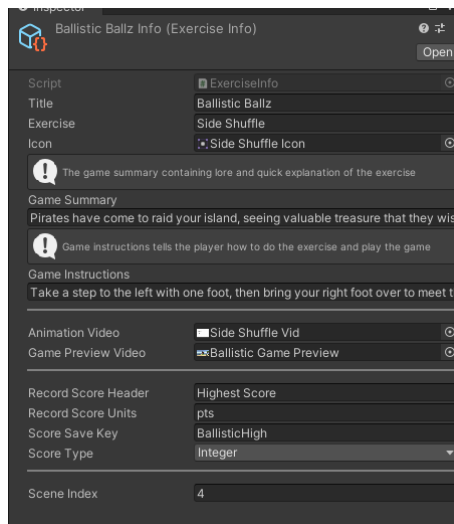 Inspector
Ballistic Ballz Info (Exercise Info)
Open
Script ExerciseInfo
Title Ballistic Ballz
Exercise Side Shuffle
Icon Side Shuffle Icon
The game summary containing lore and quick explanation of the exercise
Game Summary
Pirates have come to raid your island, seeing valuable treasure that they
Game instructions tells the player how to do the exercise and play the game
Game Instructions
Take a step to the left with one foot, then bring your right foot over to meet
Animation Video Side Shuffle Vid
Game Preview Video Ballistic Game Preview
Record Score Header Highest Score
Record Score Units pts
Score Save Key BallisticHigh
Score Type Integer
Scene Index 4